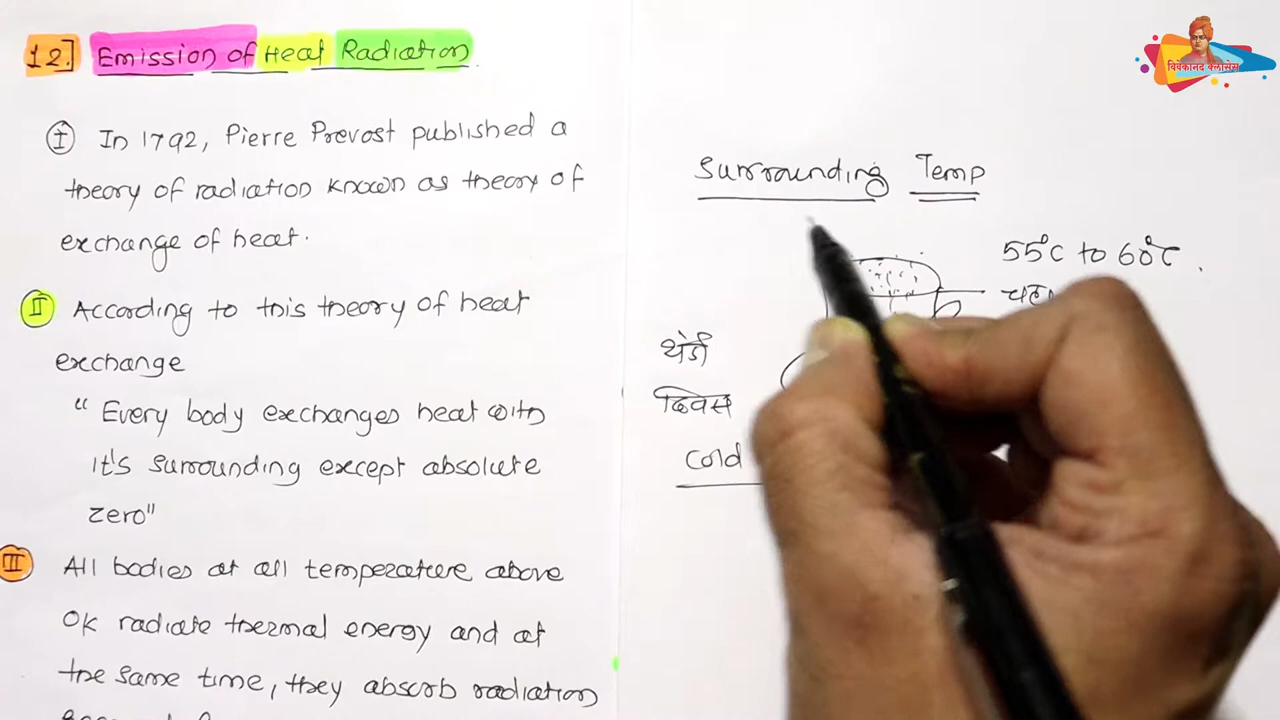 12.] Emission of Heat Radiation.
I In 1792, Pierre Prevost published a
theory of radiation known as theory of
exchange of heat.
II According to this theory of heat
exchange
“ Every body exchanges heat with
it's surrounding except absolute
zero”
III All bodies at all temperature above
0K radiate thermal energy and at
the same time, they absorb radiation
Surrounding Temp
55°C to 60°C.
थंडी
दिवस
cold
विवेकानंद क्लासेस